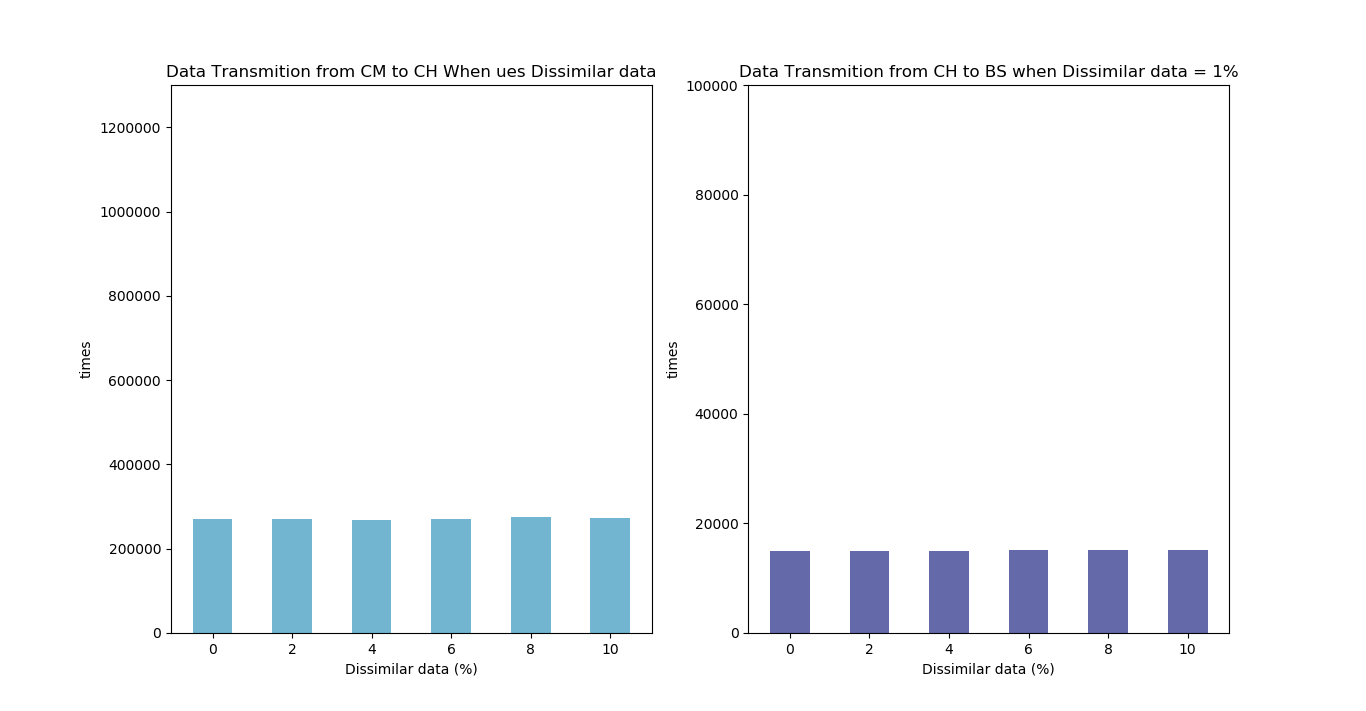 Data Transmition from CM to CH When ues Dissimilar data
1200000
1000000
800000
600000
400000
200000
0
times
0 2 4 6 8 10
Dissimilar data (%)
Data Transmition from CH to BS when Dissimilar data = 1%
100000
80000
60000
40000
20000
0
times
0 2 4 6 8 10
Dissimilar data (%)